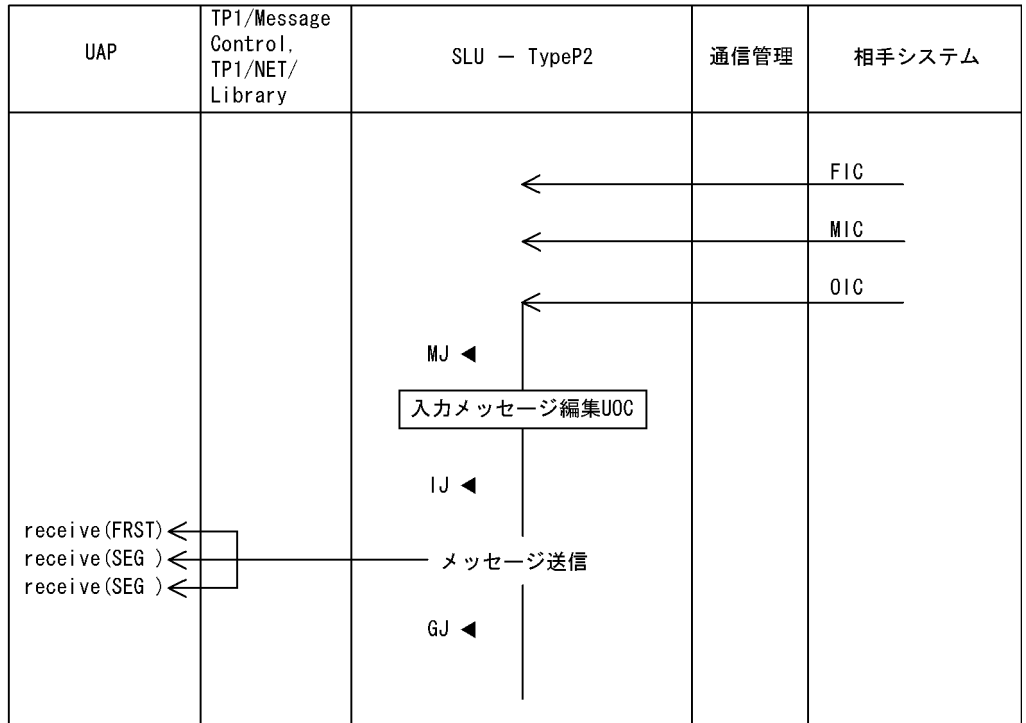 UAP
TP1/Message
Control,
TP1/NET/
Library
SLU － TypeP2
通信管理
相手システム
FIC
MIC
OIC
MJ ◀
入力メッセージ編集UOC
IJ ◀
receive(FRST)
receive(SEG )
メッセージ送信
receive(SEG )
GJ ◀